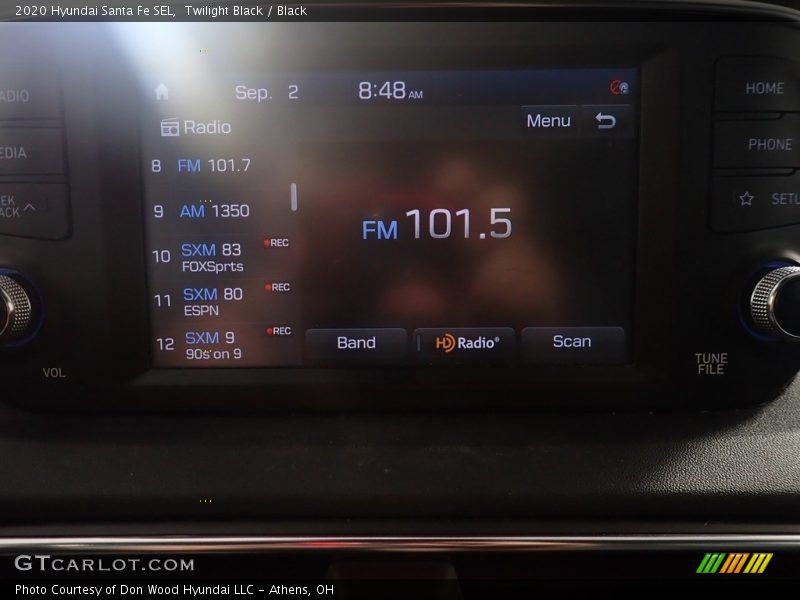 2020 Hyundai Santa Fe SEL,  Twilight Black / Black
Sep. 2 8:48 AM
HOME
Radio
Menu
PHONE
8 FM 101.7
9 AM 1350
10 SXM 83 REC
FOXSprts
11 SXM 80 REC
ESPN
12 SXM 9 REC
90s on 9
FM 101.5
Band
HD Radio®
Scan
VOL
TUNE
FILE
GTCARLOT.COM
Photo Courtesy of Don Wood Hyundai LLC - Athens, OH